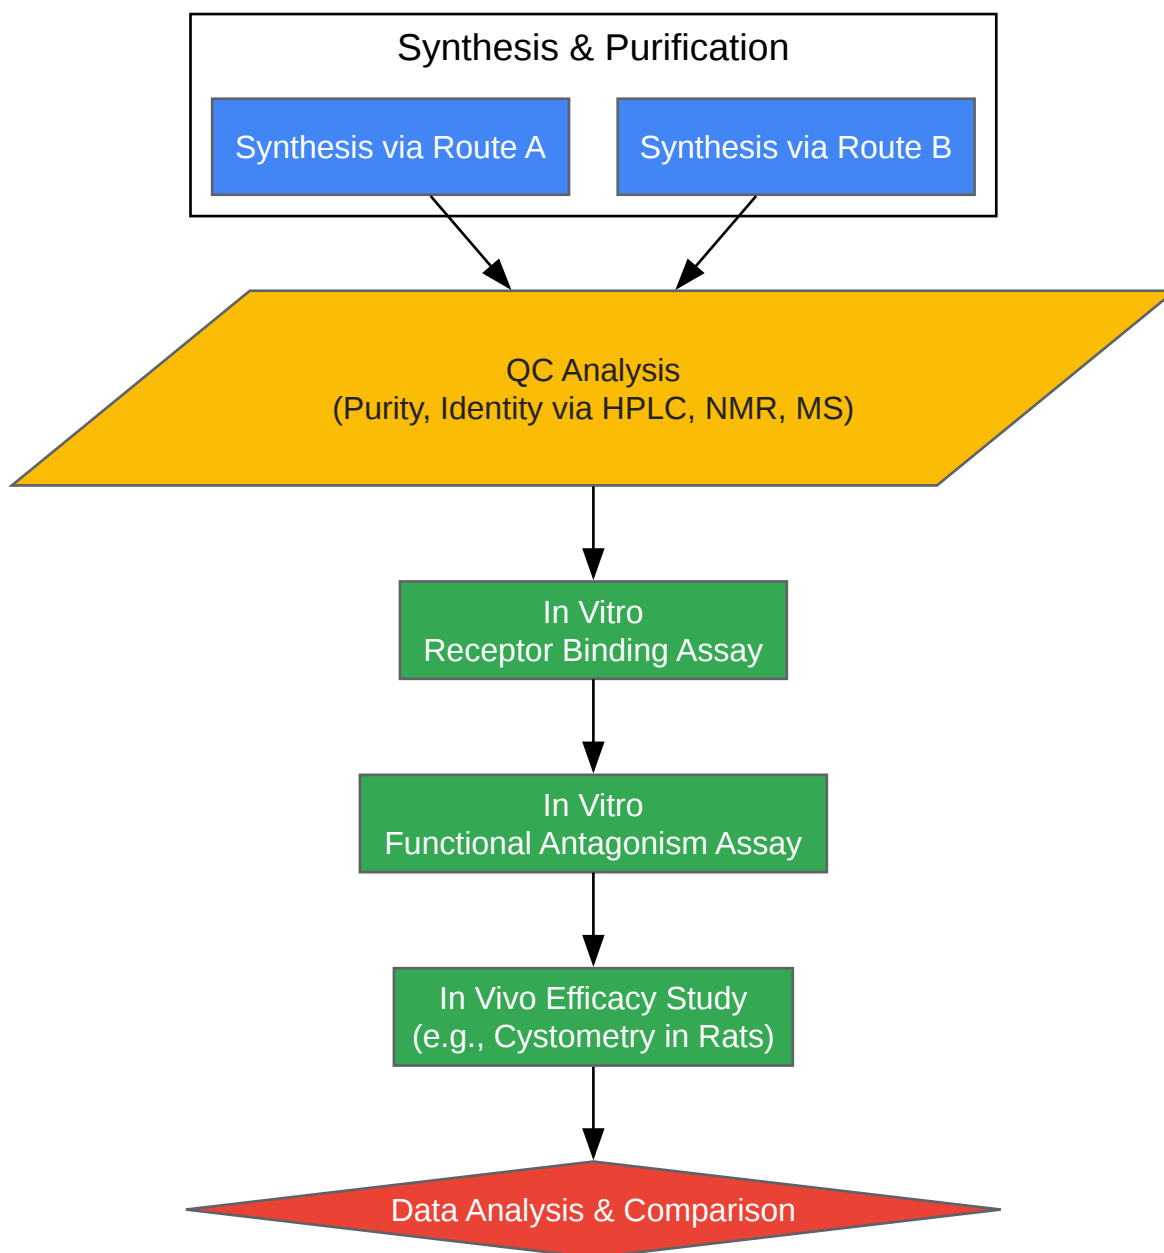 Synthesis & Purification
Synthesis via Route A
Synthesis via Route B
QC Analysis
(Purity, Identity via HPLC, NMR, MS)
In Vitro
Receptor Binding Assay
In Vitro
Functional Antagonism Assay
In Vivo Efficacy Study
(e.g., Cystometry in Rats)
Data Analysis & Comparison